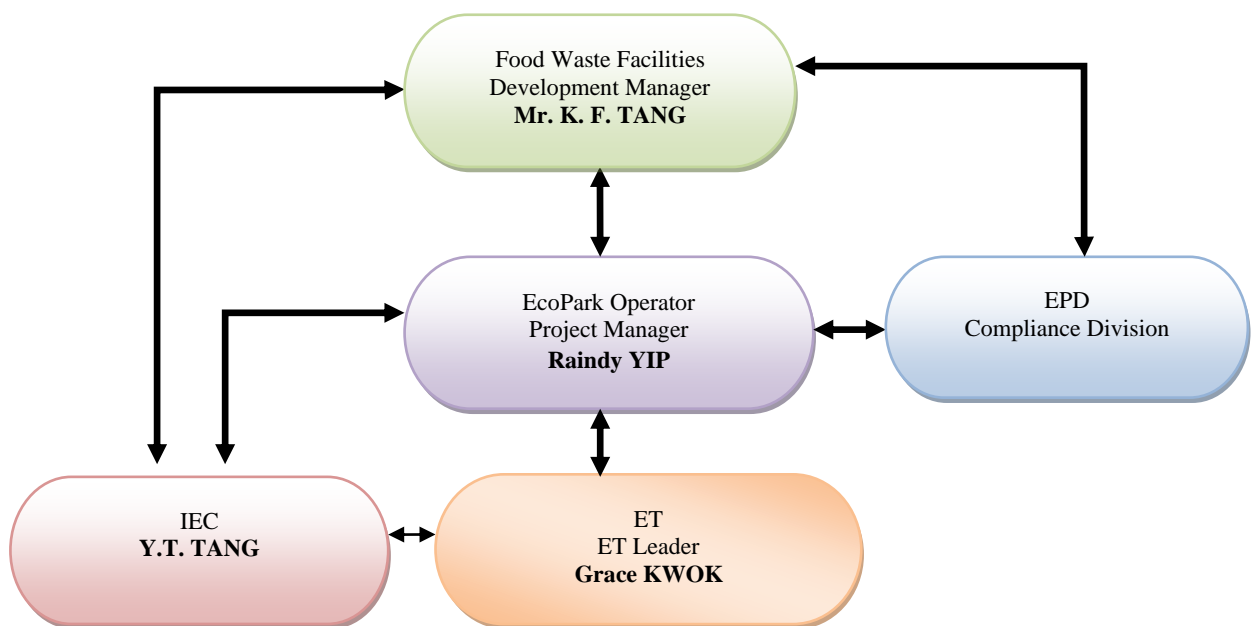 Food Waste Facilities
Development Manager
Mr. K. F. TANG
EcoPark Operator
Project Manager
Raindy YIP
EPD
Compliance Division
IEC
Y.T. TANG
ET
ET Leader
Grace KWOK